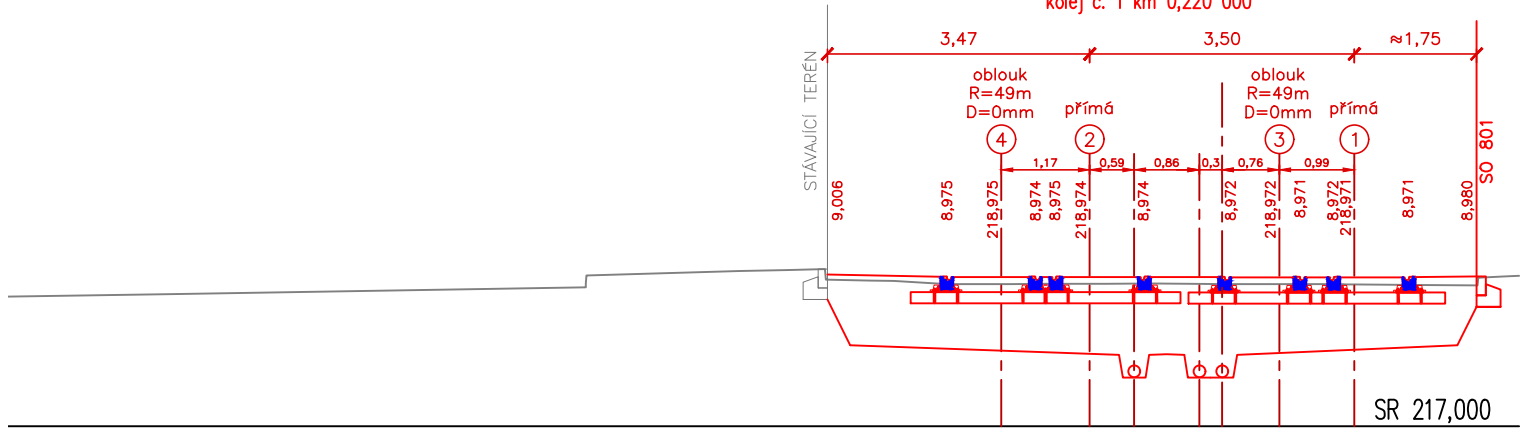 kolej č. 1 km 0,220 000
3,47
3,50
≈1,75
STÁVAJÍCÍ TERÉN
oblouk
R=49m
D=0mm
přímá
oblouk
R=49m
D=0mm
přímá
4
2
3
1
SO 801
1,17
0,59
0,86
0,3
0,76
0,99
9,006
8,975
218,975
8,974
8,975
218,974
8,974
8,972
218,972
8,971
8,972
218,971
8,971
8,980
SR 217,000